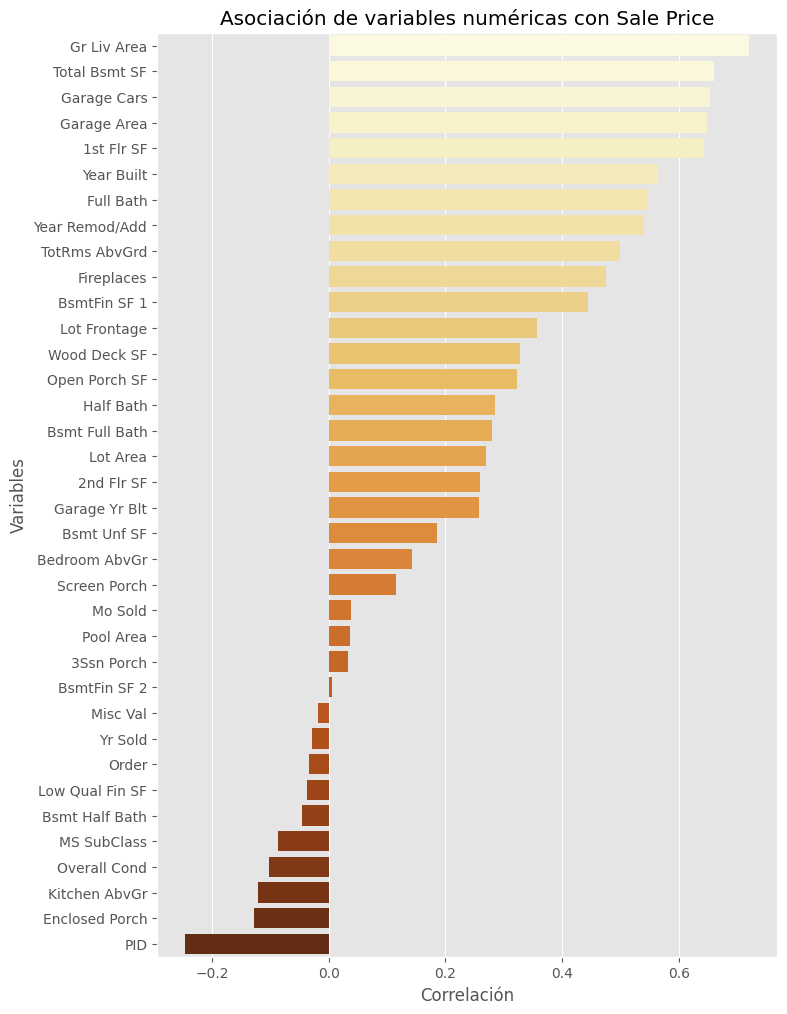 Asociación de variables numéricas con Sale Price
Gr Liv Area
Total Bsmt SF
Garage Cars
Garage Area
1st Flr SF
Year Built
Full Bath
Year Remod/Add
TotRms AbvGrd
Fireplaces
BsmtFin SF 1
Lot Frontage
Wood Deck SF
Open Porch SF
Half Bath
Bsmt Full Bath
Lot Area
2nd Flr SF
Garage Yr Blt
Bsmt Unf SF
Bedroom AbvGr
Screen Porch
Mo Sold
Pool Area
3Ssn Porch
BsmtFin SF 2
Misc Val
Yr Sold
Order
Low Qual Fin SF
Bsmt Half Bath
MS SubClass
Overall Cond
Kitchen AbvGr
Enclosed Porch
PID
Variables
−0.2 0.0 0.2 0.4 0.6
Correlación